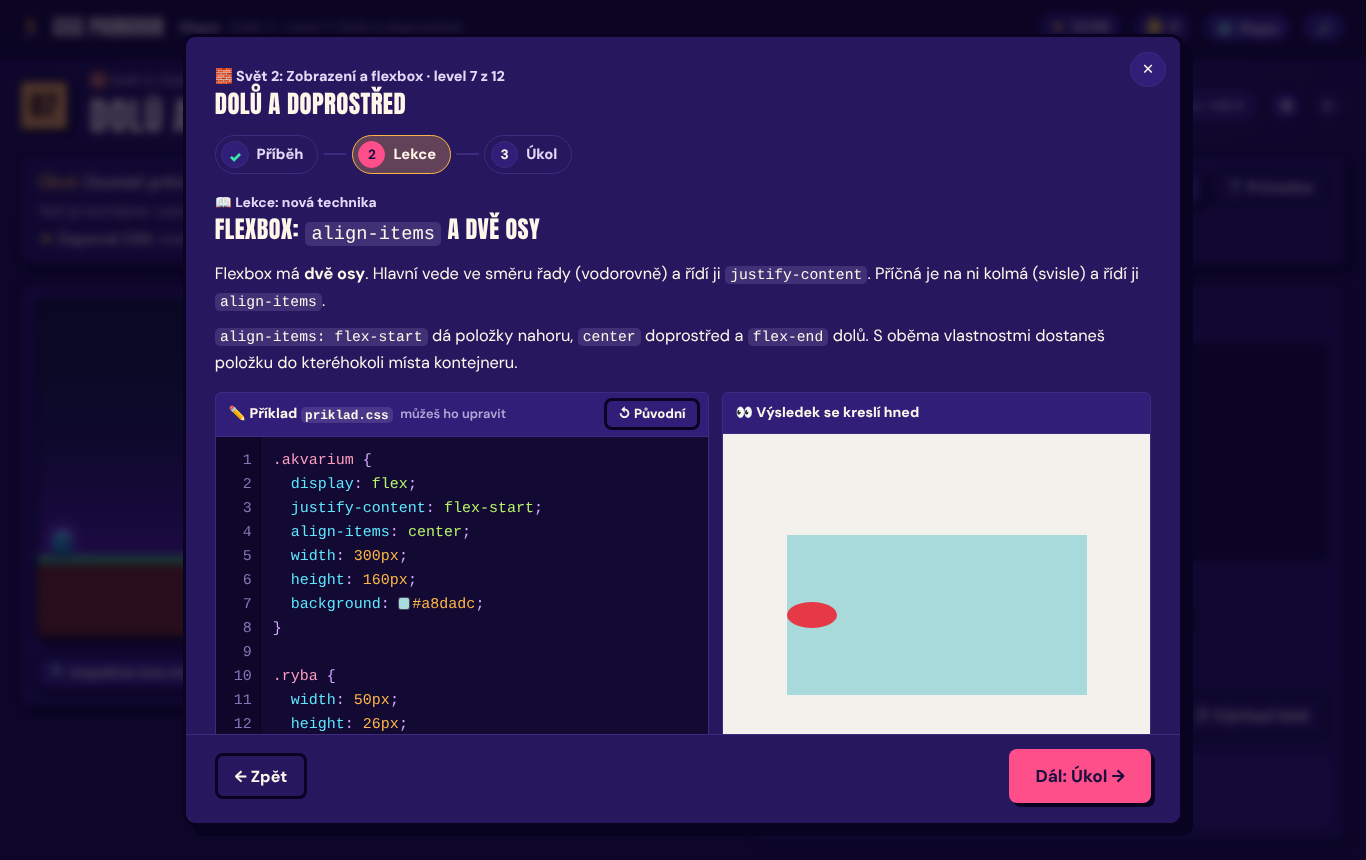 🧱 Svět 2: Zobrazení a flexbox · level 7 z 12
DOLŮ A DOPROSTŘED
✕
✓ Příběh
2 Lekce
3 Úkol
📖 Lekce: nová technika
FLEXBOX: align-items A DVĚ OSY
Flexbox má dvě osy. Hlavní vede ve směru řady (vodorovně) a řídí ji justify-content. Příčná je na ni kolmá (svisle) a řídí ji
align-items.
align-items: flex-start dá položky nahoru, center doprostřed a flex-end dolů. S oběma vlastnostmi dostaneš
položku do kteréhokoli místa kontejneru.
✏️ Příklad priklad.css můžeš ho upravit
↺ Původní
1 .akvarium {
2   display: flex;
3   justify-content: flex-start;
4   align-items: center;
5   width: 300px;
6   height: 160px;
7   background: #a8dadc;
8 }
9
10 .ryba {
11   width: 50px;
12   height: 26px;
👀 Výsledek se kreslí hned
← Zpět
Dál: Úkol →